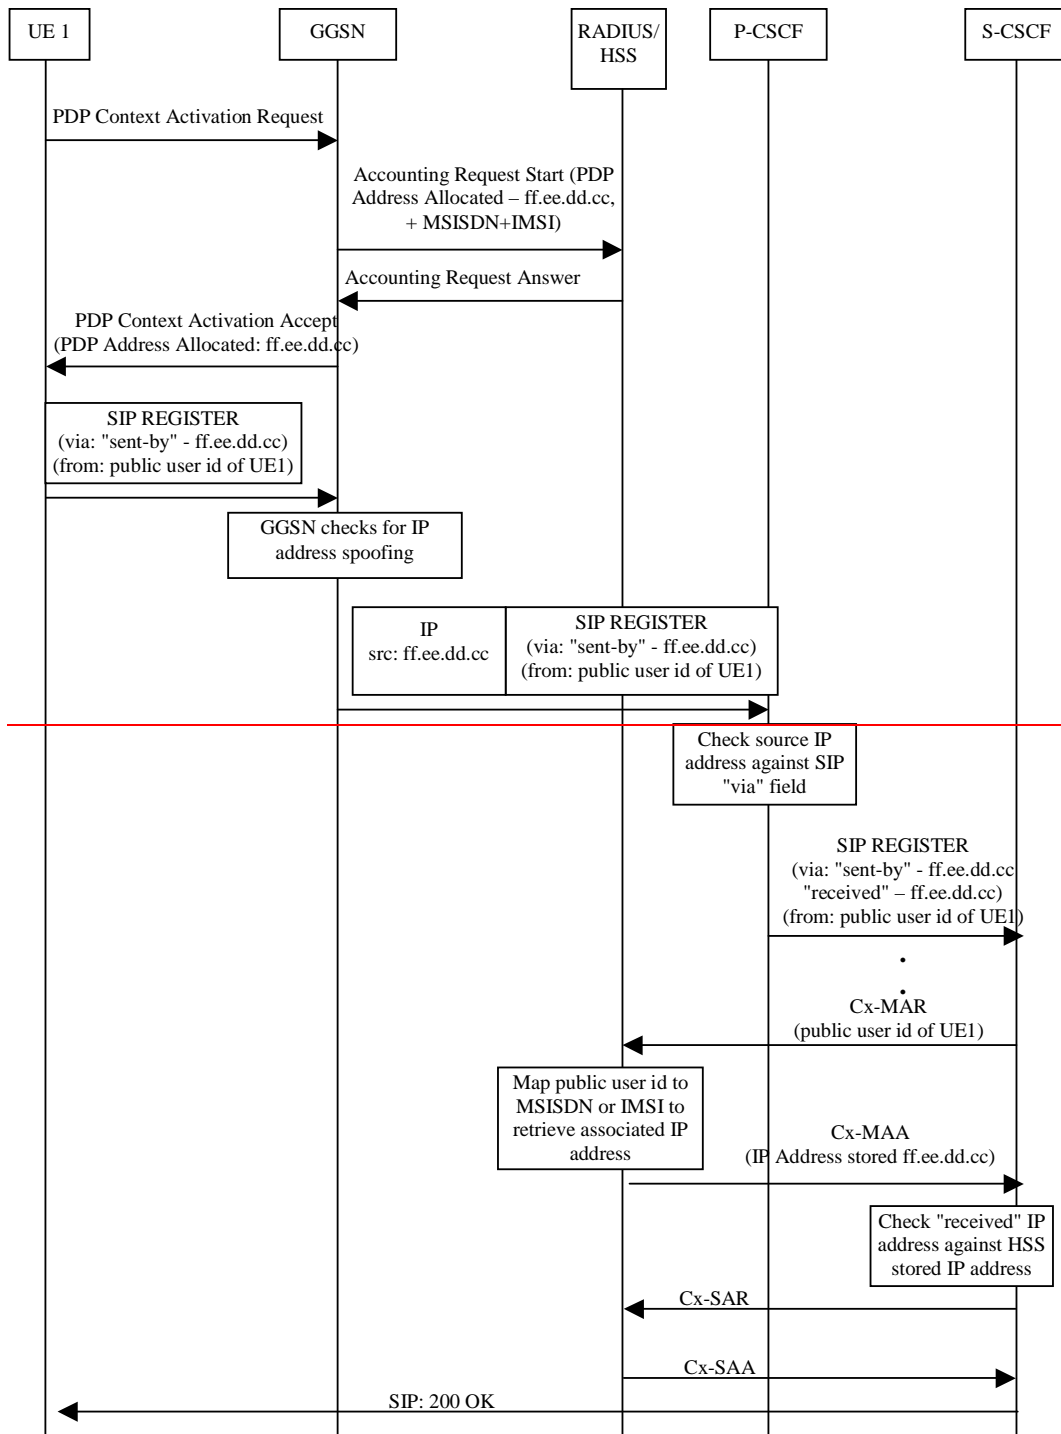 UE 1
GGSN
RADIUS/
HSS
P-CSCF
S-CSCF
PDP Context Activation Request
Accounting Request Start (PDP
Address Allocated – ff.ee.dd.cc,
+ MSISDN+IMSI)
Accounting Request Answer
PDP Context Activation Accept
(PDP Address Allocated: ff.ee.dd.cc)
SIP REGISTER
(via: "sent-by" - ff.ee.dd.cc)
(from: public user id of UE1)
GGSN checks for IP
address spoofing
IP
src: ff.ee.dd.cc
SIP REGISTER
(via: "sent-by" - ff.ee.dd.cc)
(from: public user id of UE1)
Check source IP
address against SIP
"via" field
SIP REGISTER
(via: "sent-by" - ff.ee.dd.cc
"received" – ff.ee.dd.cc)
(from: public user id of UE1)
Cx-MAR
(public user id of UE1)
Map public user id to
MSISDN or IMSI to
retrieve associated IP
address
Cx-MAA
(IP Address stored ff.ee.dd.cc)
Check "received" IP
address against HSS
stored IP address
Cx-SAR
Cx-SAA
SIP: 200 OK